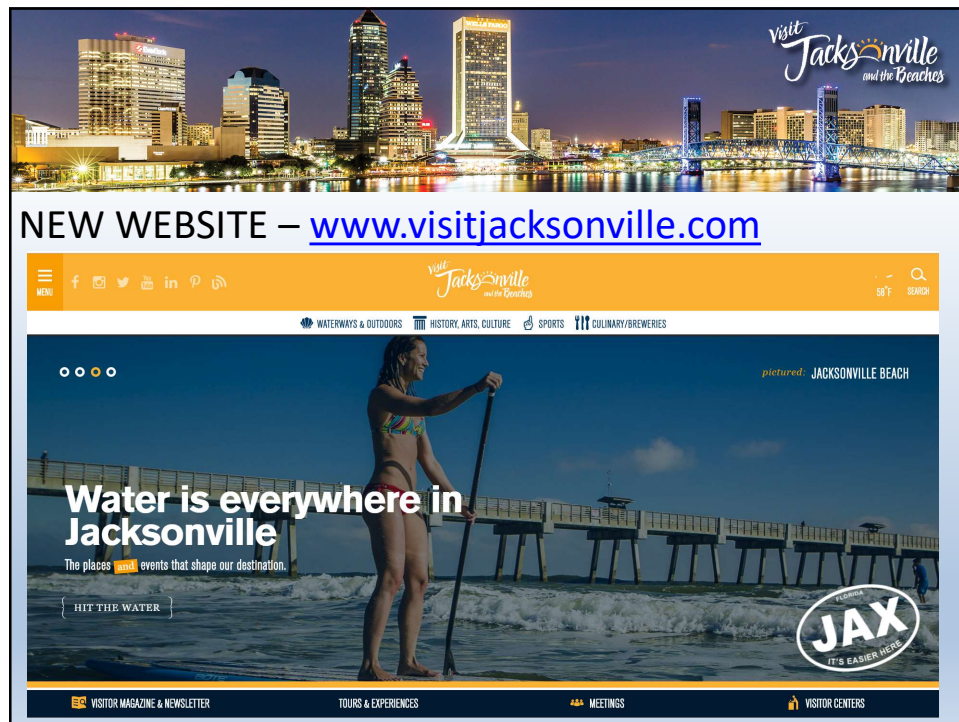 EverBank
WELLS FARGO
Visit
Jacksonville
and the Beaches
NEW WEBSITE – www.visitjacksonville.com
MENU
Visit
Jacksonville
and the Beaches
58°F SEARCH
WATERWAYS & OUTDOORS HISTORY, ARTS, CULTURE SPORTS CULINARY/BREWERIES
pictured: JACKSONVILLE BEACH
Water is everywhere in
Jacksonville
The places and events that shape our destination.
HIT THE WATER
FLORIDA
JAX
IT'S EASIER HERE
VISITOR MAGAZINE & NEWSLETTER TOURS & EXPERIENCES MEETINGS VISITOR CENTERS